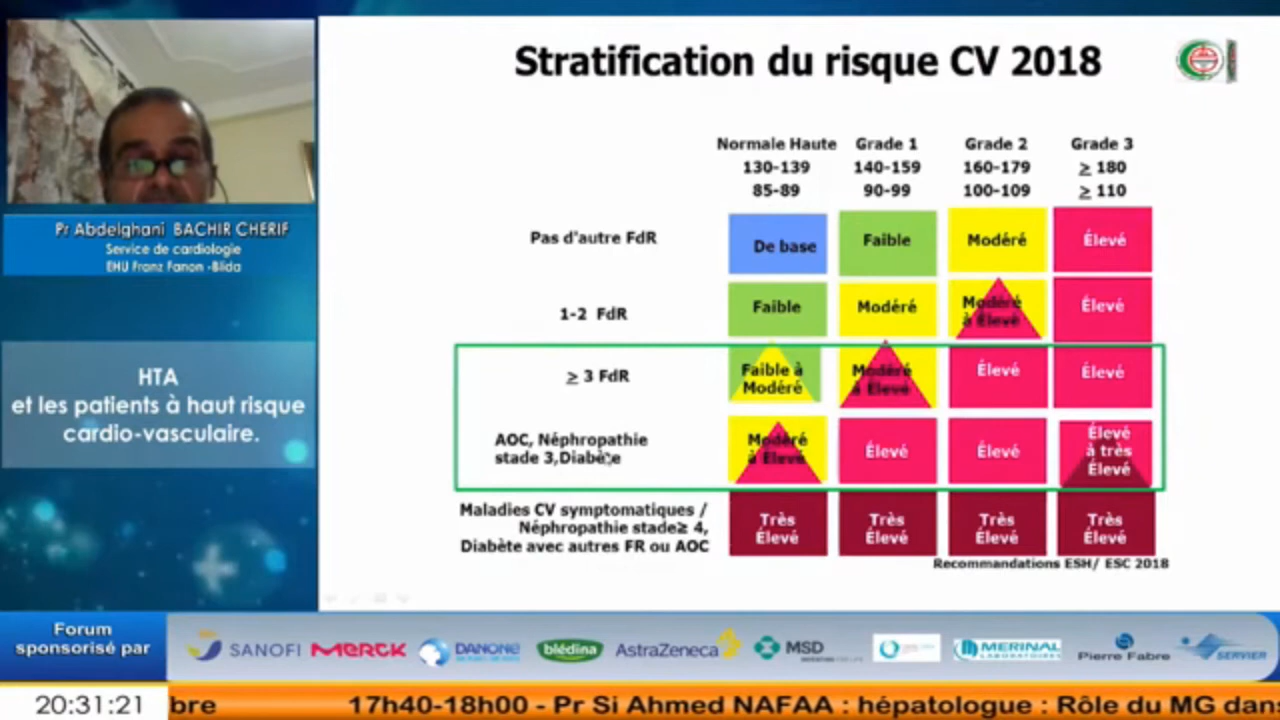 Stratification du risque CV 2018
Normale Haute Grade 1 Grade 2 Grade 3
130-139 140-159 160-179 ≥ 180
85-89 90-99 100-109 ≥ 110
Pas d'autre FdR De base Faible Modéré Élevé
1-2 FdR Faible Modéré Modéré à Élevé Élevé
≥ 3 FdR Faible à Modéré Modéré à Élevé Élevé Élevé
AOC, Néphropathie
stade 3,Diabète
Modéré à Élevé Élevé Élevé Élevé à très Élevé
Maladies CV symptomatiques /
Néphropathie stade≥ 4,
Diabète avec autres FR ou AOC
Très Élevé Très Élevé Très Élevé Très Élevé
Recommandations ESH/ ESC 2018
Pr Abdelghani BACHIR CHERIF
Service de cardiologie
EHU Franz Fanon -Blida
HTA
et les patients à haut risque
cardio-vasculaire.
Forum
sponsorisé par
SANOFI MERCK DANONE blédina AstraZeneca MSD MERINAL LABORATOIRES Pierre Fabre SERVIER
20:31:21 bre 17h40-18h00 - Pr Si Ahmed NAFAA : hépatologue : Rôle du MG dans